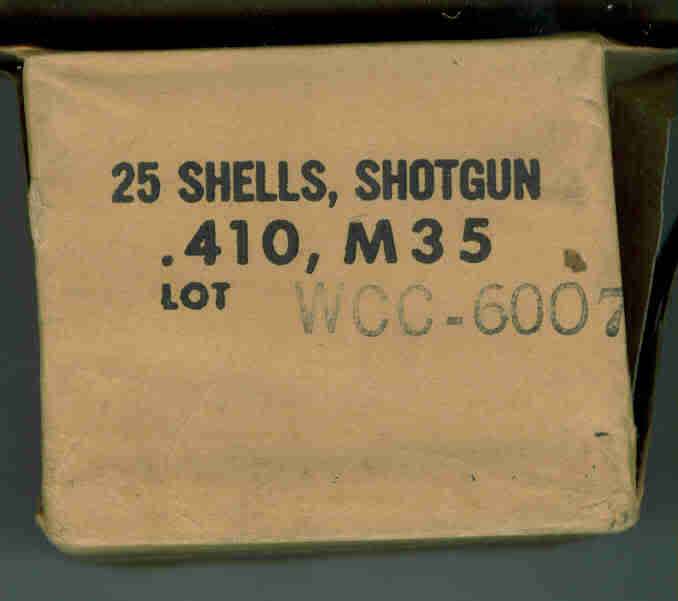 25 SHELLS, SHOTGUN
.410, M35
LOT WCC-6007